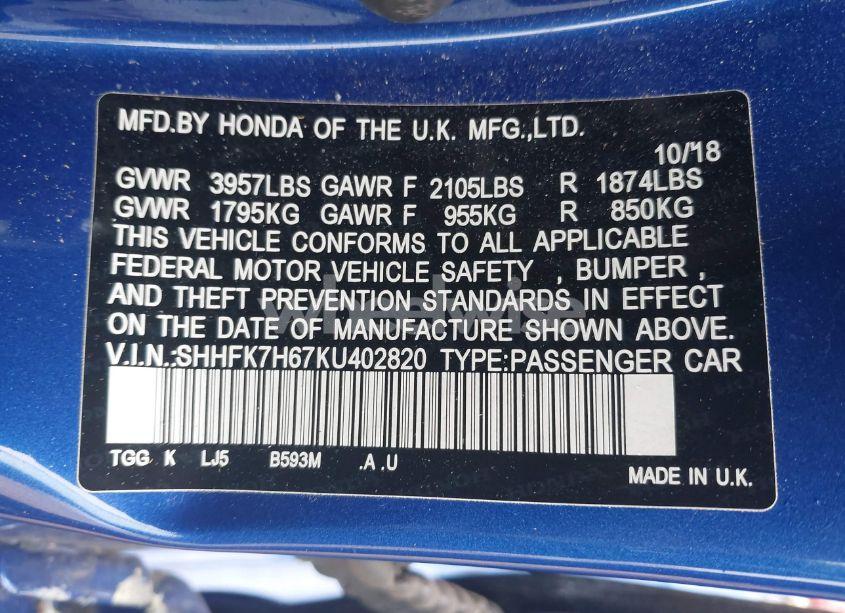 MFD.BY HONDA OF THE U.K. MFG.,LTD.
10/'18
GVWR 3957LBS GAWR F 2105LBS R 1874LBS
GVWR 1795KG GAWR F 955KG R 850KG
THIS VEHICLE CONFORMS TO ALL APPLICABLE
FEDERAL MOTOR VEHICLE SAFETY , BUMPER ,
AND THEFT PREVENTION STANDARDS IN EFFECT
ON THE DATE OF MANUFACTURE SHOWN ABOVE.
wheelwise
V.I.N.:SHHFK7H67KU402820 TYPE:PASSENGER CAR
TGG K LJ5 B593M .A .U
MADE IN U.K.